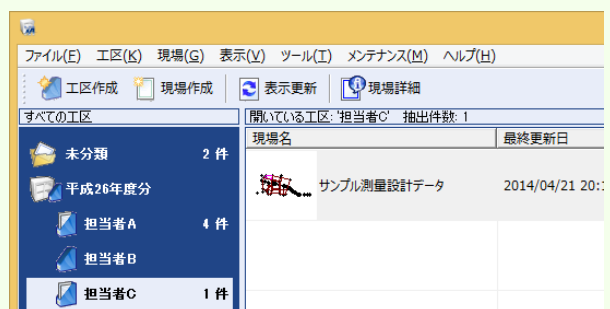 ファイル(F) 工区(K) 現場(G) 表示(V) ツール(T) メンテナンス(M) ヘルプ(H)
工区作成 現場作成 表示更新 現場詳細
すべての工区
開いている工区: '担当者C' 抽出件数: 1
現場名 最終更新日
未分類 2 件
平成26年度分
担当者A 4 件
担当者B
担当者C 1 件
サンプル測量設計データ 2014/04/21 20: